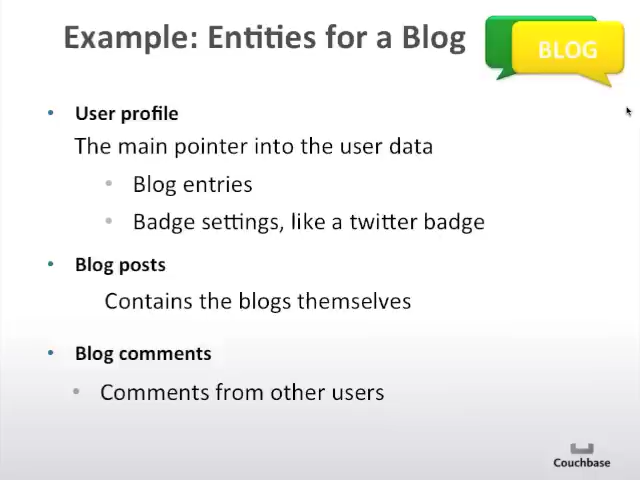 Example: Entities for a Blog
BLOG
• User profile
The main pointer into the user data
• Blog entries
• Badge settings, like a twitter badge
• Blog posts
Contains the blogs themselves
• Blog comments
• Comments from other users
Couchbase